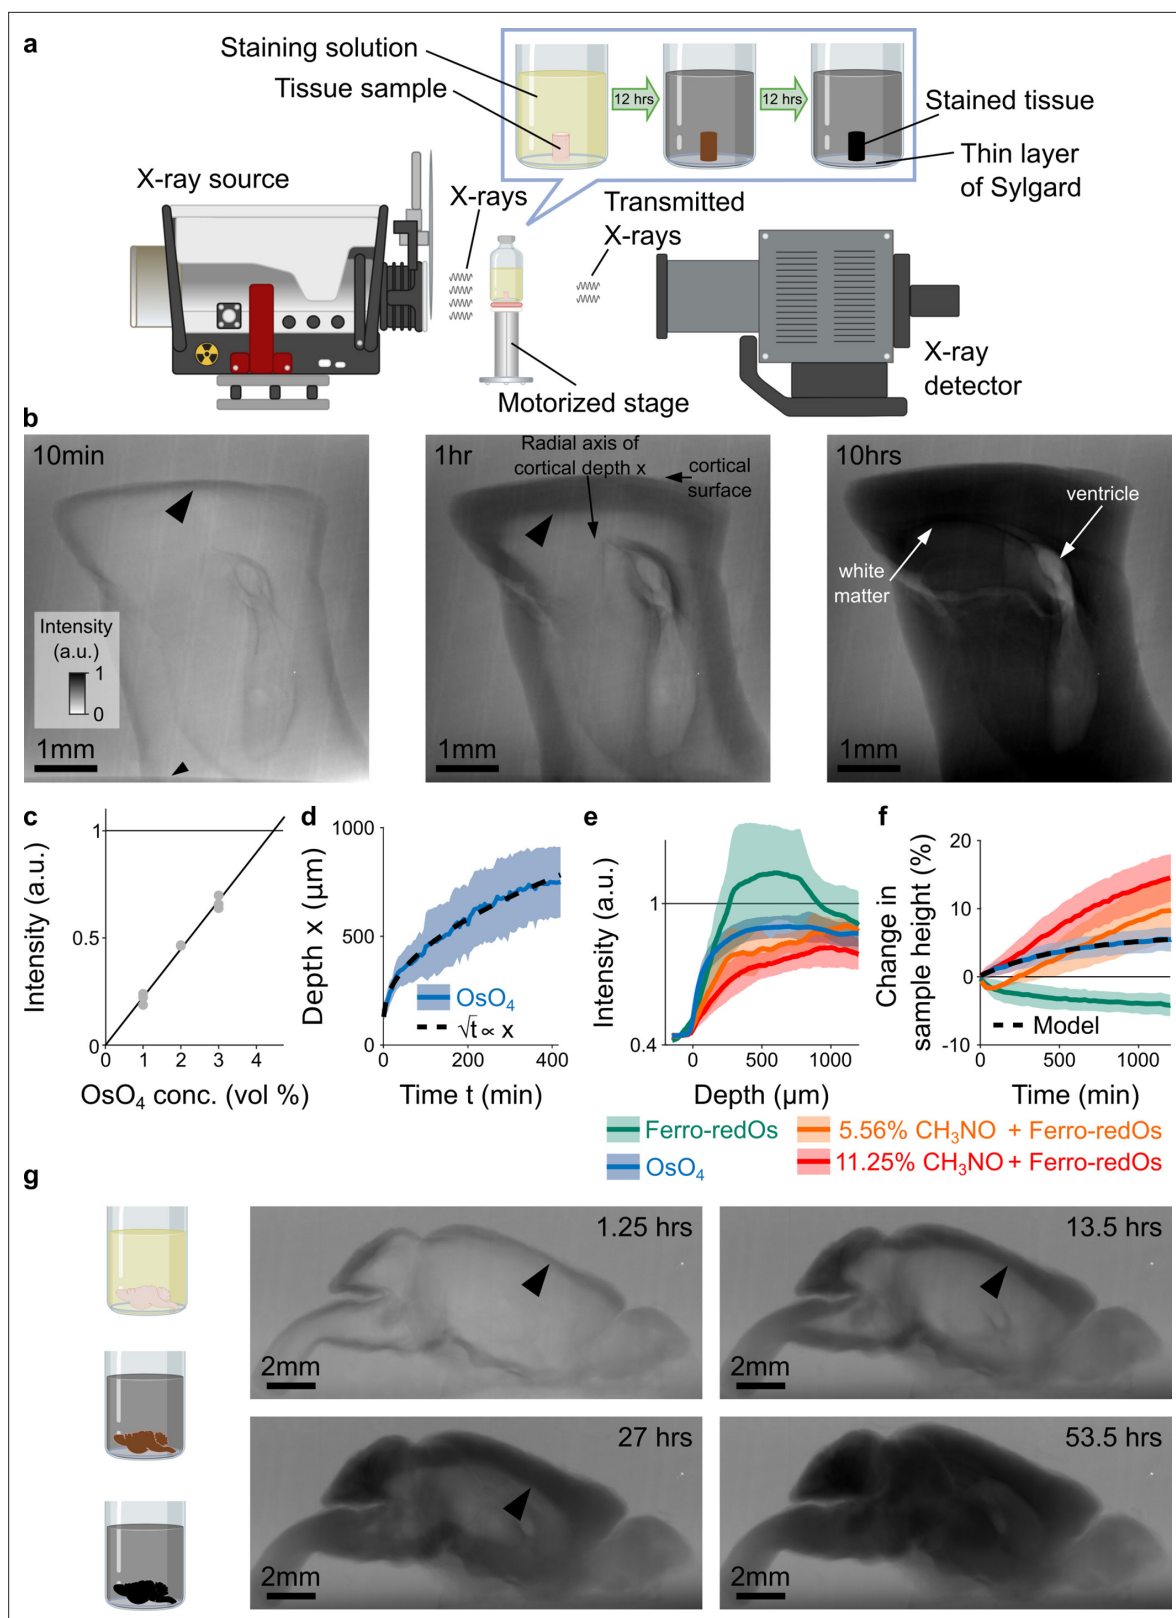 a
Staining solution
Tissue sample
12 hrs
12 hrs
Stained tissue
Thin layer
of Sylgard
X-ray source
X-rays
Transmitted
X-rays
Motorized stage
X-ray
detector
b
10min
Intensity
(a.u.)
1
0
1mm
1hr
Radial axis of
cortical depth x
cortical
surface
1mm
10hrs
ventricle
white
matter
1mm
c
Intensity (a.u.)
1
0.5
0
0 1 2 3 4
OsO₄ conc. (vol %)
d
Depth x (µm)
1000
500
0
OsO₄
√t ∝ x
0 200 400
Time t (min)
e
Intensity (a.u.)
1
0.4
0 500 1000
Depth (µm)
f
Change in
sample height (%)
20
10
0
-10
Model
0 500 1000
Time (min)
Ferro-redOs
5.56% CH₃NO + Ferro-redOs
OsO₄
11.25% CH₃NO + Ferro-redOs
g
1.25 hrs
2mm
13.5 hrs
2mm
27 hrs
2mm
53.5 hrs
2mm